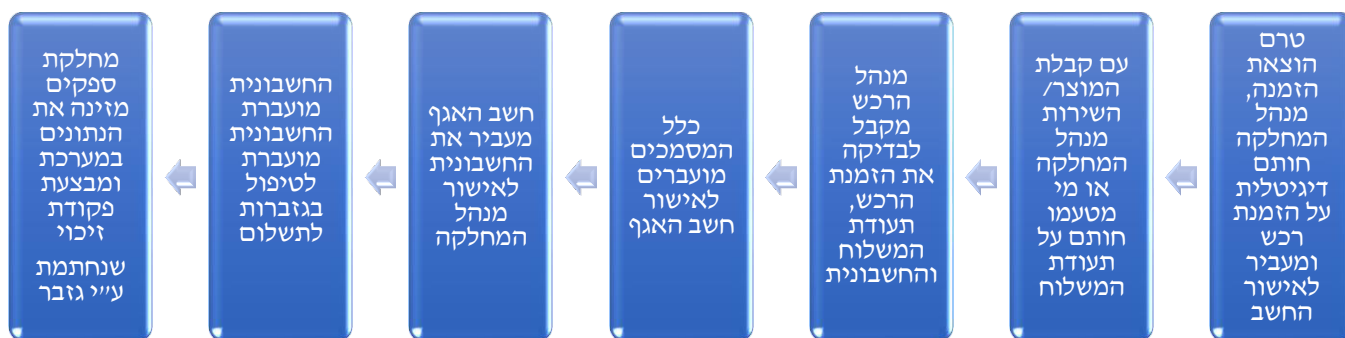 טרם
הוצאת
הזמנה,
מנהל
המחלקה
חותם
דיגיטלית
על הזמנת
רכש
ומעביר
לאישור
החשב
עם קבלת
המוצר/
השירות
מנהל
המחלקה
או מי
מטעמו
חותם על
תעודת
המשלוח
מנהל
הרכש
מקבל
לבדיקה
את הזמנת
הרכש,
תעודת
המשלוח
והחשבונית
כלל
המסמכים
מועברים
לאישור
חשב האגף
חשב האגף
מעביר את
החשבונית
לאישור
מנהל
המחלקה
החשבונית
מועברת
החשבונית
מועברת
לטיפול
בגזברות
לתשלום
מחלקת
ספקים
מזינה את
הנתונים
במערכת
ומבצעת
פקודת
זיכוי
שנחתמת
ע״י גזבר